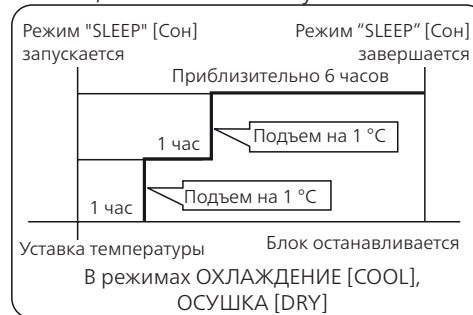 Режим "SLEEP" [Сон]
запускается
Режим “SLEEP” [Сон]
завершается
Приблизительно 6 часов
1 час
Подъем на 1 °C
1 час
Подъем на 1 °C
Уставка температуры
Блок останавливается
В режимах ОХЛАЖДЕНИЕ [COOL],
ОСУШКА [DRY]